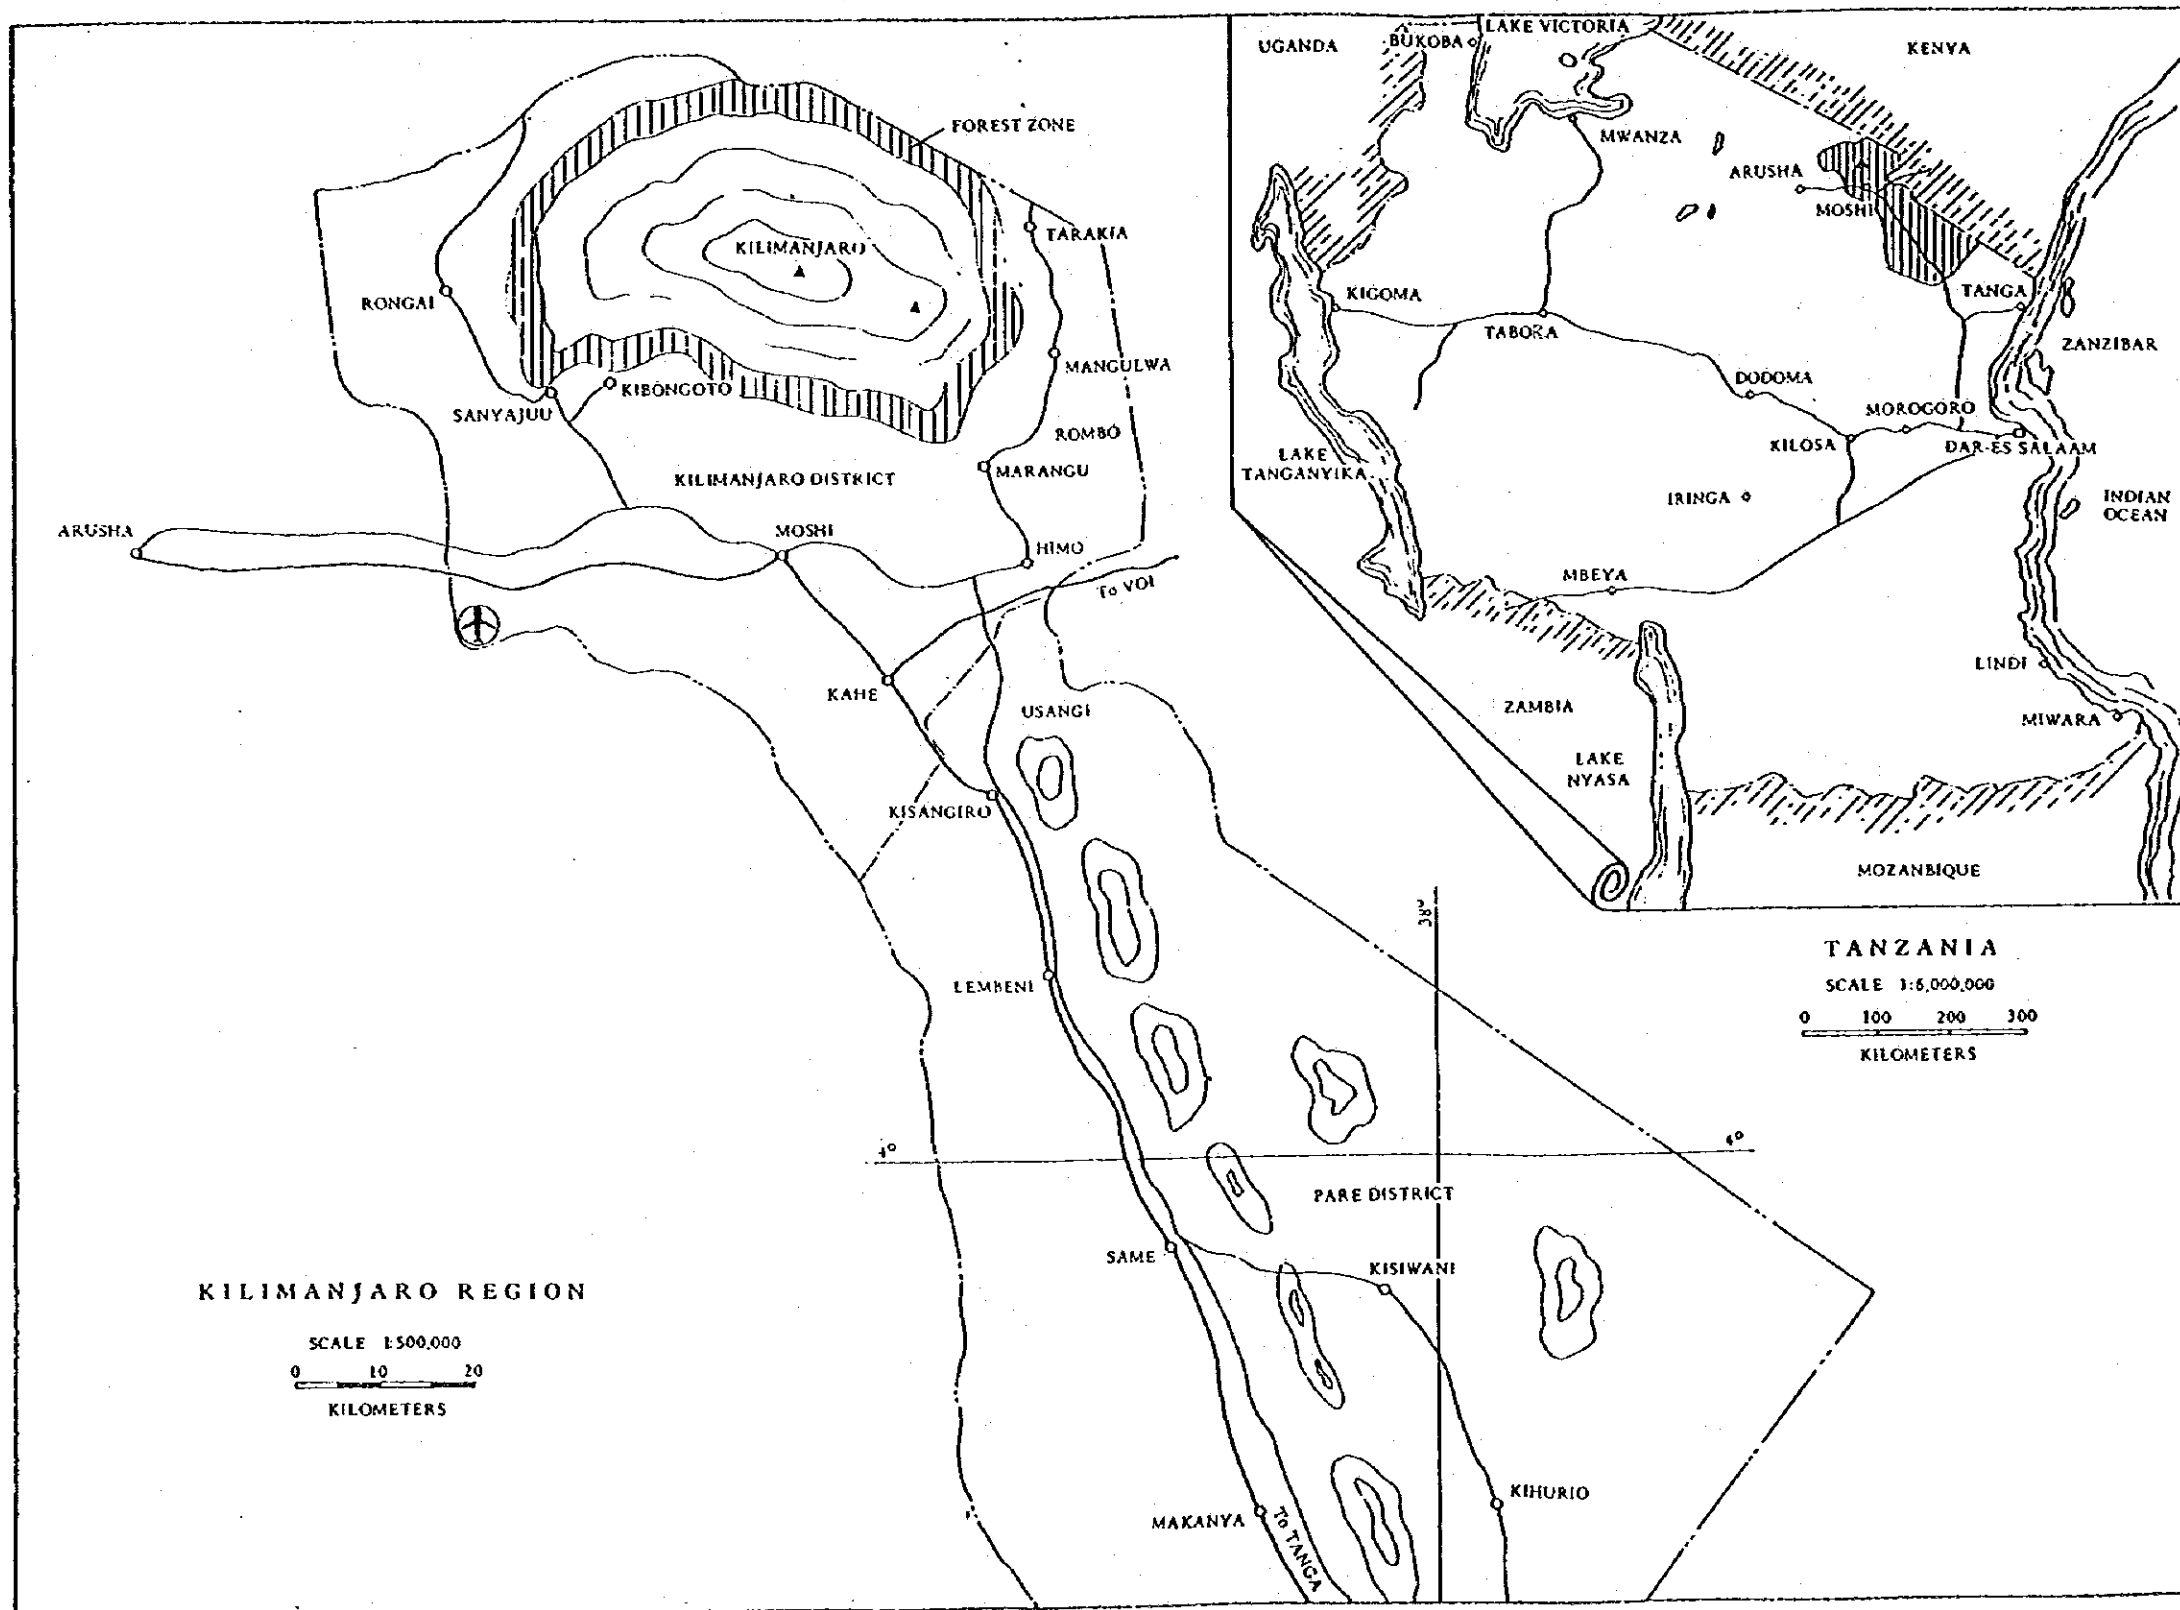 FOREST ZONE
KILIMANJARO
TARAKIA
RONGAI
MANGULWA
KIBONGOTO
SANYAJUU
ROMBO
MARANGU
KILIMANJARO DISTRICT
ARUSHA
MOSHI
HIMO
To VOI
KAHE
USANGI
KISANGIRO
LEMBENI
38°
4°
4°
PARE DISTRICT
SAME
KISIWANI
KIHURIO
MAKANYA
To TANGA
KILIMANJARO REGION
SCALE 1:500,000
0 10 20
KILOMETERS
UGANDA
BUKOBA
LAKE VICTORIA
KENYA
MWANZA
ARUSHA
MOSHI
KIGOMA
TABORA
TANGA
ZANZIBAR
DODOMA
MOROGORO
KILOSA
DAR-ES SALAAM
LAKE
TANGANYIKA
IRINGA
INDIAN
OCEAN
MBEYA
LINDI
ZAMBIA
MIWARA
LAKE
NYASA
MOZANBIQUE
TANZANIA
SCALE 1:6,000,000
0 100 200 300
KILOMETERS